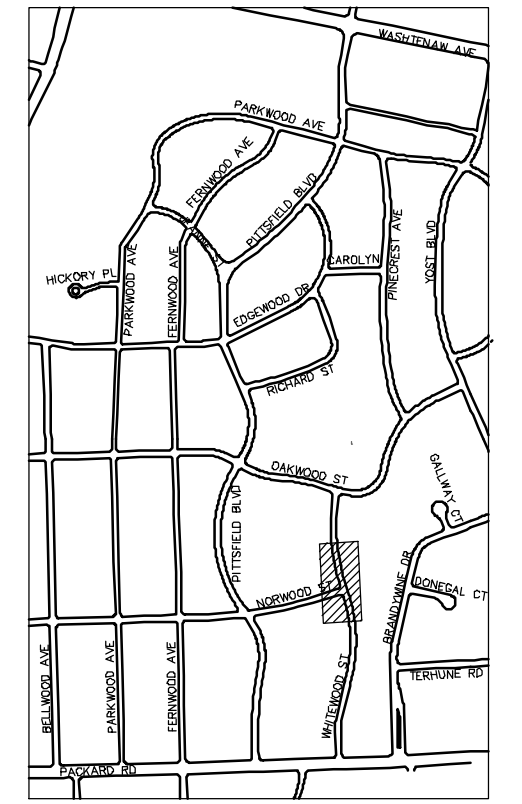 WASHTENAW AVE
PARKWOOD AVE
FERNWOOD AVE
PITTSFIELD BLVD
CAROLYN
PINECREST AVE
YOST BLVD
HICKORY PL
PARKWOOD AVE
FERNWOOD AVE
EDGEWOOD DR
RICHARD ST
OAKWOOD ST
GALLWAY CT
PITTSFIELD BLVD
NORWOOD ST
BRANDYWINE DR
DONEGAL CT
BELLWOOD AVE
PARKWOOD AVE
FERNWOOD AVE
WHITEWOOD ST
TERHUNE RD
PACKARD RD